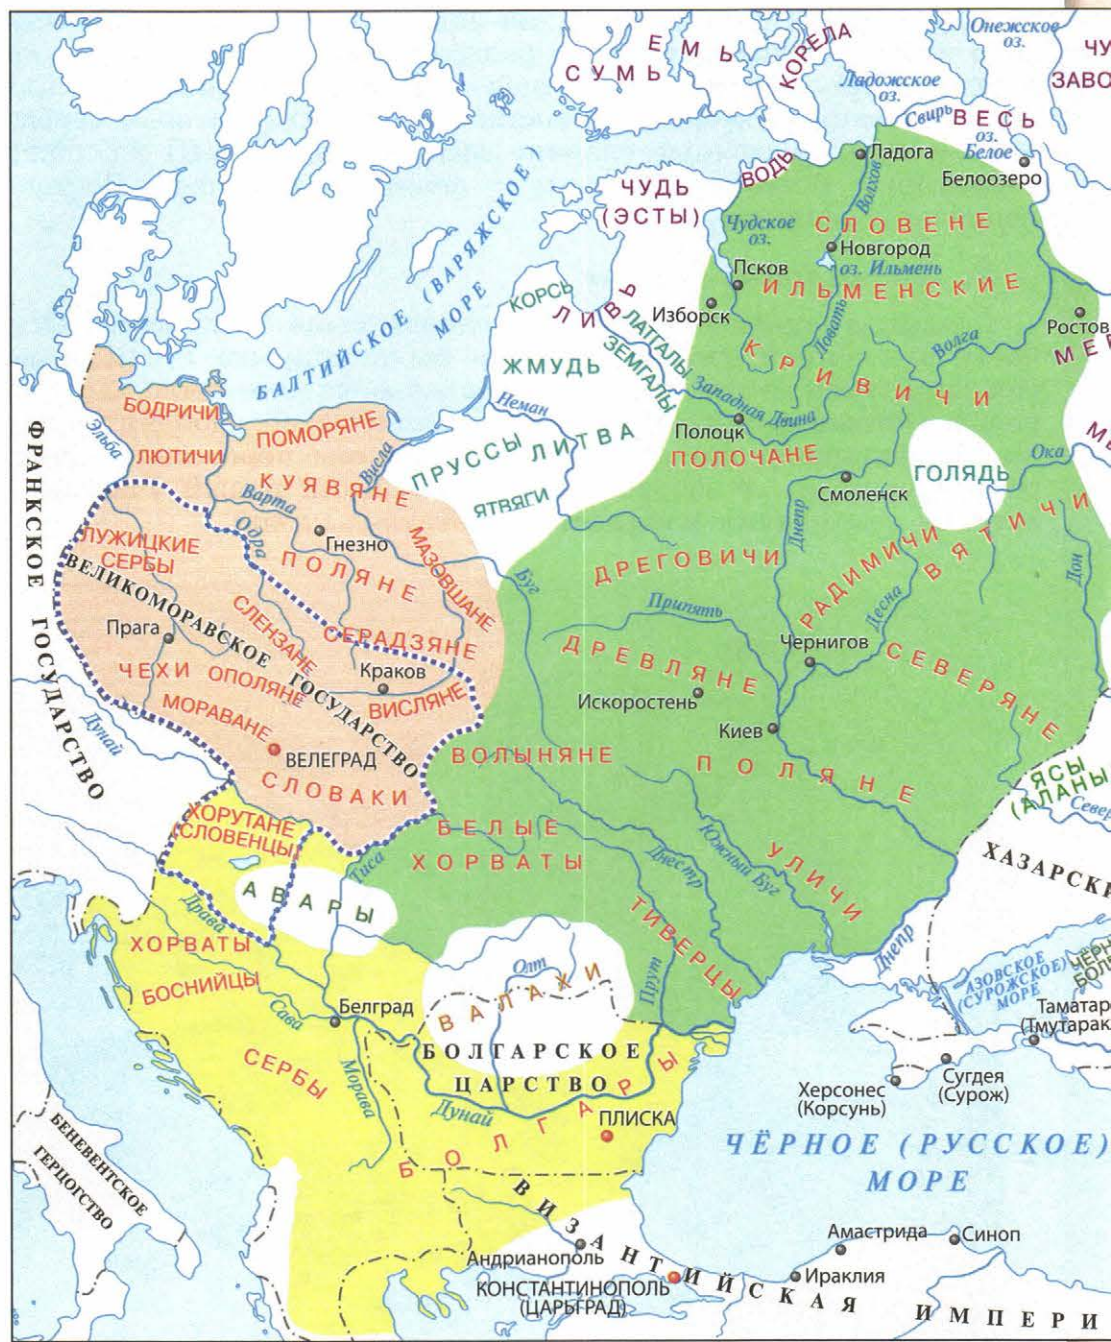 Онежское
оз.
ЕМЬ
КОРЕЛА
СУМЬ
Ладожское
оз.
ЧУ
ЗАВО
Свирь
ВЕСЬ
оз.
Белое
Ладога
Белоозеро
ВОДЬ
ЧУДЬ
(ЭСТЫ)
Волхов
Чудское
оз.
СЛОВЕНЕ
Новгород
оз. Ильмень
Псков
ИЛЬМЕНСКИЕ
Изборск
Ростов
МЕР
БАЛТИЙСКОЕ (ВАРЯЖСКОЕ)
МОРЕ
КОРСЬ
ЛИВЬ
ЛАТГАЛЫ
ЗЕМГАЛЫ
ЖМУДЬ
Ловать
Волга
КРИВИЧИ
Западная Двина
Неман
Полоцк
ПОЛОЧАНЕ
БОДРИЧИ
ПОМОРЯНЕ
Эльба
ЛЮТИЧИ
Висла
ПРУССЫ
ЛИТВА
ЯТВЯГИ
Смоленск
ГОЛЯДЬ
Ока
КУЯВЯНЕ
Варта
Одра
Гнезно
ФРАНКСКОЕ ГОСУДАРСТВО
ЛУЖИЦКИЕ
СЕРБЫ
ВЕЛИКОМОРАВСКОЕ ГОСУДАРСТВО
ПОЛЯНЕ
МАЗОВШАНЕ
Буг
ДРЕГОВИЧИ
Днепр
РАДИМИЧИ
ВЯТИЧИ
Дон
Десна
Припять
СЛЕНЗАНЕ
СЕРАДЗЯНЕ
Прага
ЧЕХИ
ОПОЛЯНЕ
Краков
ВИСЛЯНЕ
МОРАВАНЕ
ВЕЛЕГРАД
СЛОВАКИ
Дунай
ДРЕВЛЯНЕ
Чернигов
СЕВЕРЯНЕ
Искоростень
Киев
ВОЛЫНЯНЕ
ПОЛЯНЕ
ЯСЫ
(АЛАНЫ
Север
ХОРУТАНЕ
(СЛОВЕНЦЫ)
БЕЛЫЕ
ХОРВАТЫ
Тиса
Днестр
Южный Буг
УЛИЧИ
ХАЗАРСКИ
АВАРЫ
Драва
ТИВЕРЦЫ
Днепр
ХОРВАТЫ
БОСНИЙЦЫ
Сава
Белград
Олт
ВАЛАХИ
Прут
АЗОВСКОЕ
(СУРОЖСКОЕ)
МОРЕ
Таматар
(Тмутарак
СЕРБЫ
Морава
БОЛГАРСКОЕ
ЦАРСТВО
Дунай
БОЛГАРЫ
ПЛИСКА
Херсонес
(Корсунь)
Сугдея
(Сурож)
БЕНЕВЕНТСКОЕ
ГЕРЦОГСТВО
ЧЁРНОЕ (РУССКОЕ)
МОРЕ
ВИЗАНТИЙСКАЯ ИМПЕРИ
Андрианополь
КОНСТАНТИНОПОЛЬ
(ЦАРЬГРАД)
Амастрида
Синоп
Ираклия